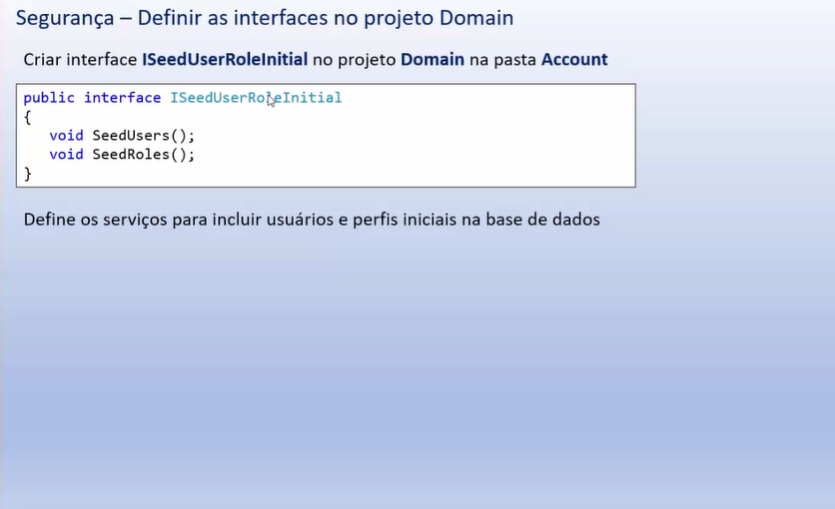 Segurança – Definir as interfaces no projeto Domain
Criar interface ISeedUserRoleInitial no projeto Domain na pasta Account
public interface ISeedUserRoleInitial
{
void SeedUsers();
void SeedRoles();
}
Define os serviços para incluir usuários e perfis iniciais na base de dados